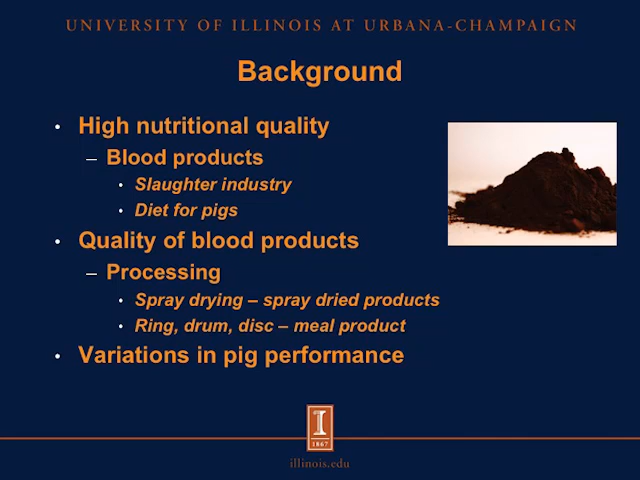 UNIVERSITY OF ILLINOIS AT URBANA-CHAMPAIGN
Background
• High nutritional quality
– Blood products
• Slaughter industry
• Diet for pigs
• Quality of blood products
– Processing
• Spray drying – spray dried products
• Ring, drum, disc – meal product
• Variations in pig performance
I
1867
illinois.edu